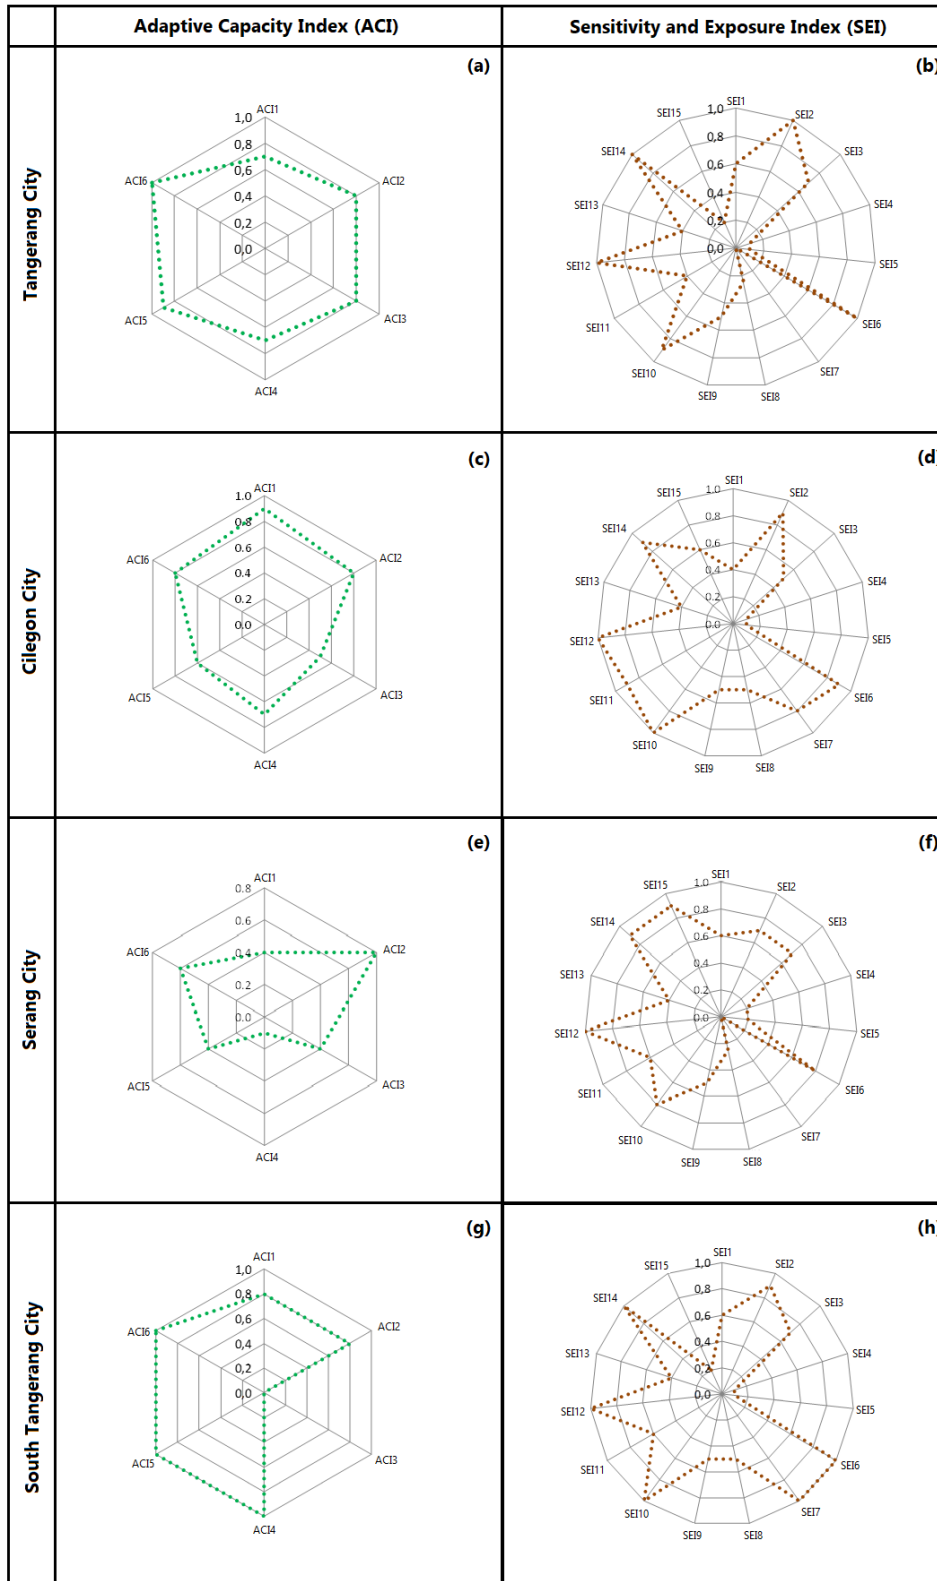 Adaptive Capacity Index (ACI)
Sensitivity and Exposure Index (SEI)
Tangerang City
(a)
ACI1
1,0
0,8
0,6
0,4
0,2
0,0
ACI2
ACI3
ACI4
ACI5
ACI6
(b)
SEI1
1,0
0,8
0,6
0,4
0,2
0,0
SEI2
SEI3
SEI4
SEI5
SEI6
SEI7
SEI8
SEI9
SEI10
SEI11
SEI12
SEI13
SEI14
SEI15
Cilegon City
(c)
ACI1
1.0
0.8
0.6
0.4
0.2
0.0
ACI2
ACI3
ACI4
ACI5
ACI6
(d)
SEI1
1.0
0.8
0.6
0.4
0.2
0.0
SEI2
SEI3
SEI4
SEI5
SEI6
SEI7
SEI8
SEI9
SEI10
SEI11
SEI12
SEI13
SEI14
SEI15
Serang City
(e)
ACI1
0.8
0.6
0.4
0.2
0.0
ACI2
ACI3
ACI4
ACI5
ACI6
(f)
SEI1
1.0
0.8
0.6
0.4
0.2
0.0
SEI2
SEI3
SEI4
SEI5
SEI6
SEI7
SEI8
SEI9
SEI10
SEI11
SEI12
SEI13
SEI14
SEI15
South Tangerang City
(g)
ACI1
1,0
0,8
0,6
0,4
0,2
0,0
ACI2
ACI3
ACI4
ACI5
ACI6
(h)
SEI1
1,0
0,8
0,6
0,4
0,2
0,0
SEI2
SEI3
SEI4
SEI5
SEI6
SEI7
SEI8
SEI9
SEI10
SEI11
SEI12
SEI13
SEI14
SEI15